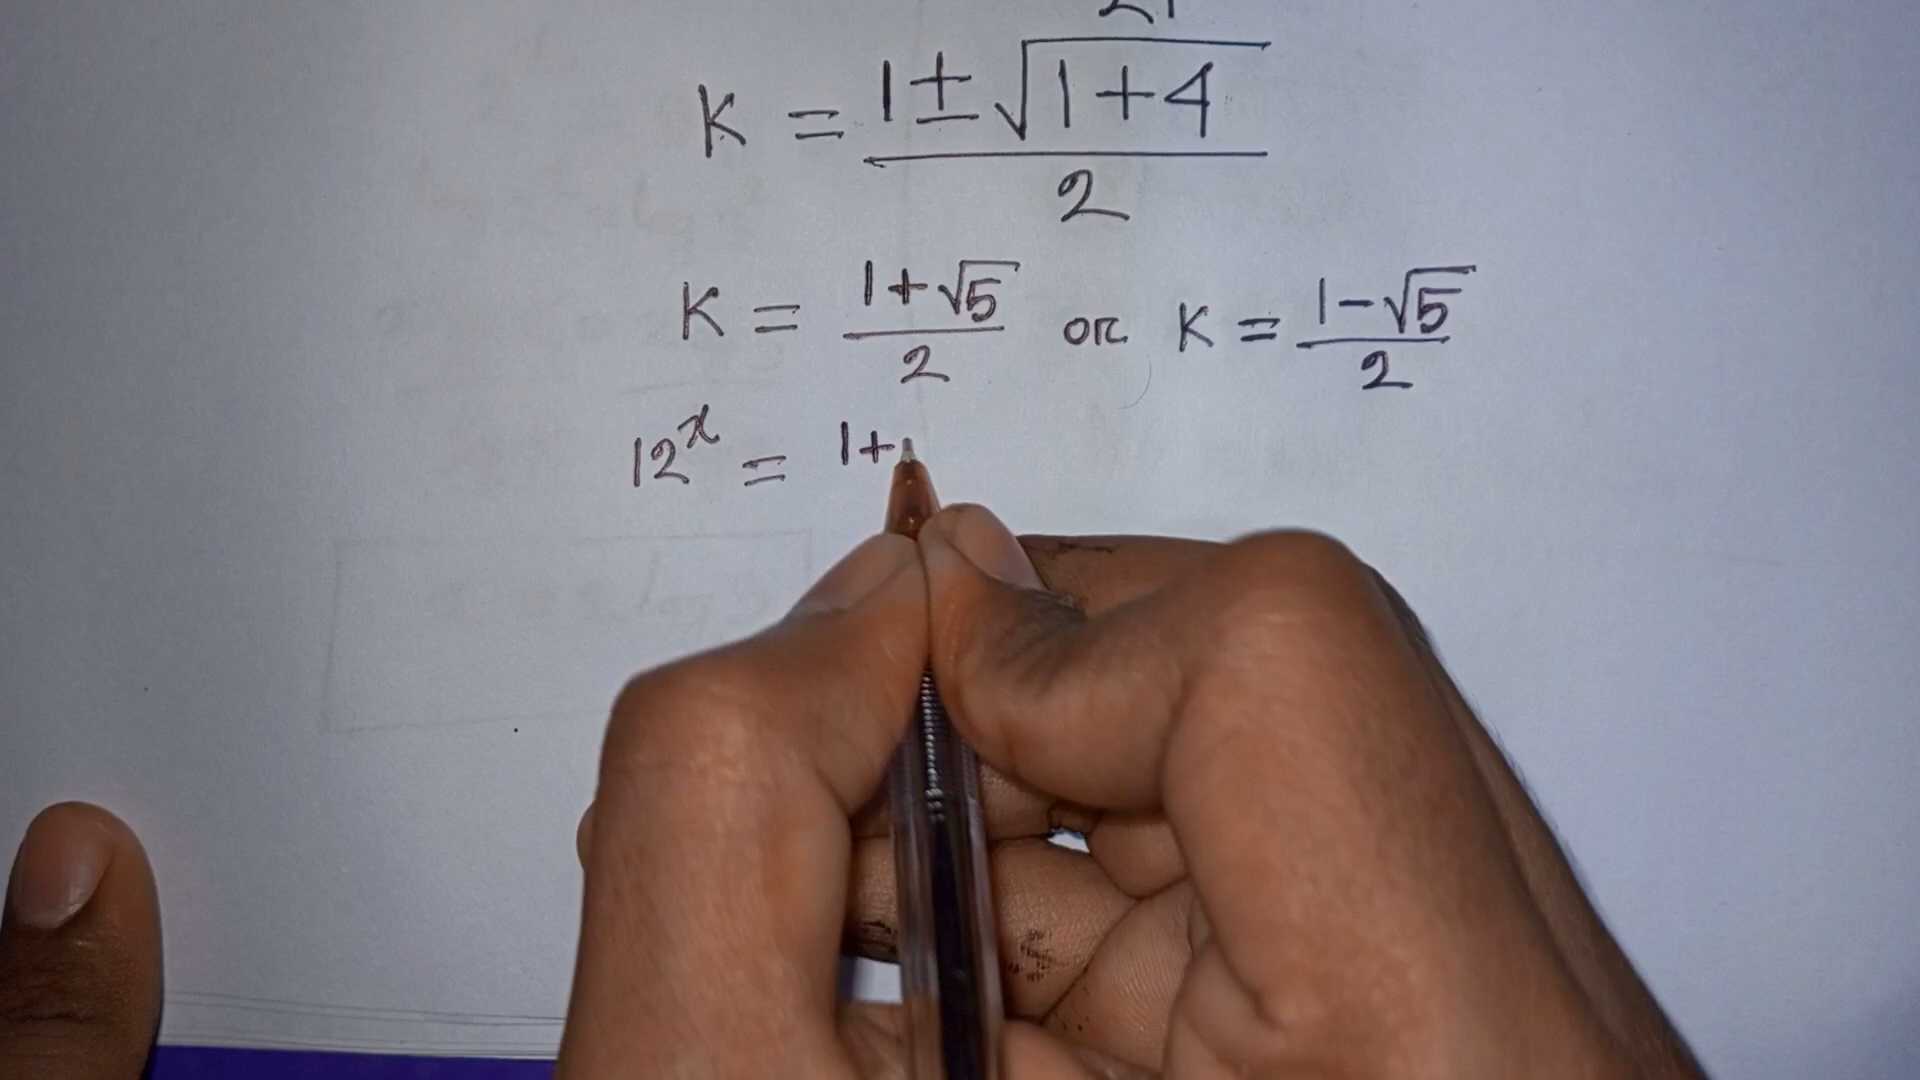 K = 1±√1+4 / 2
K = 1+√5 / 2 or K = 1-√5 / 2
12^x = 1+